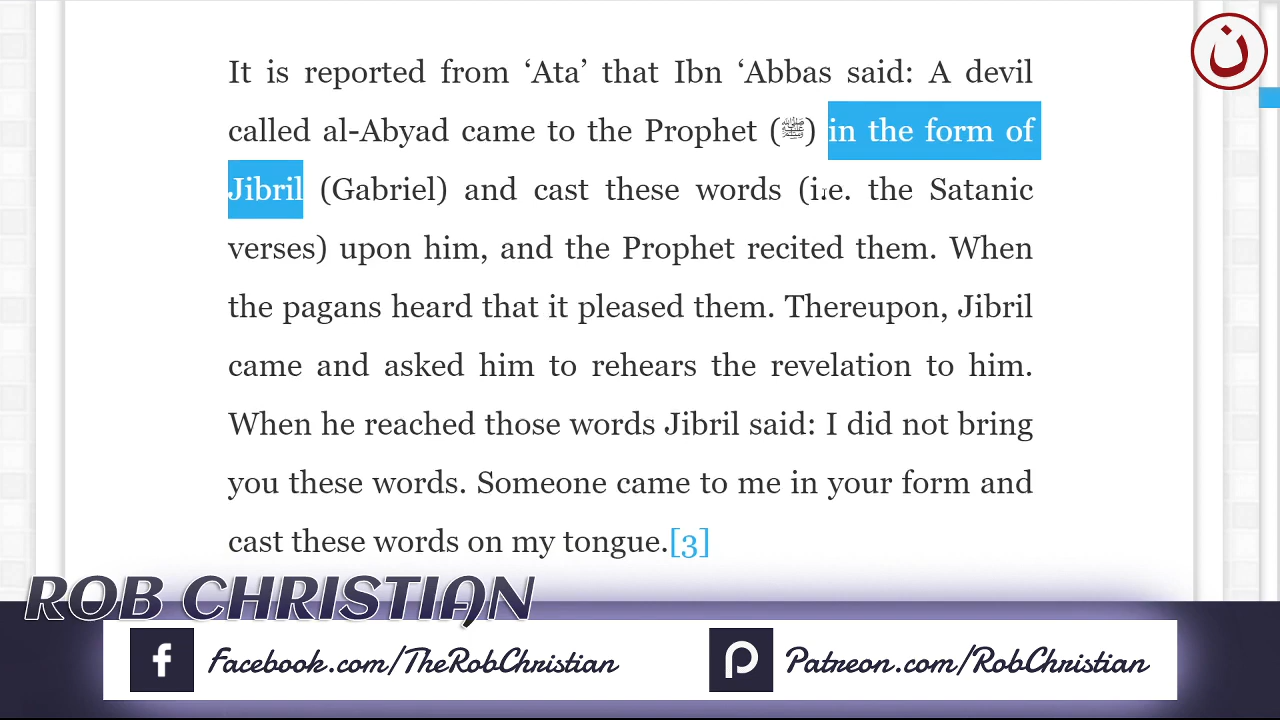 ن
It is reported from ‘Ata’ that Ibn ‘Abbas said: A devil
called al-Abyad came to the Prophet (ﷺ) in the form of
Jibril (Gabriel) and cast these words (i.e. the Satanic
verses) upon him, and the Prophet recited them. When
the pagans heard that it pleased them. Thereupon, Jibril
came and asked him to rehears the revelation to him.
When he reached those words Jibril said: I did not bring
you these words. Someone came to me in your form and
cast these words on my tongue.[3]
ROB CHRISTIAN
f Facebook.com/TheRobChristian
Patreon.com/RobChristian